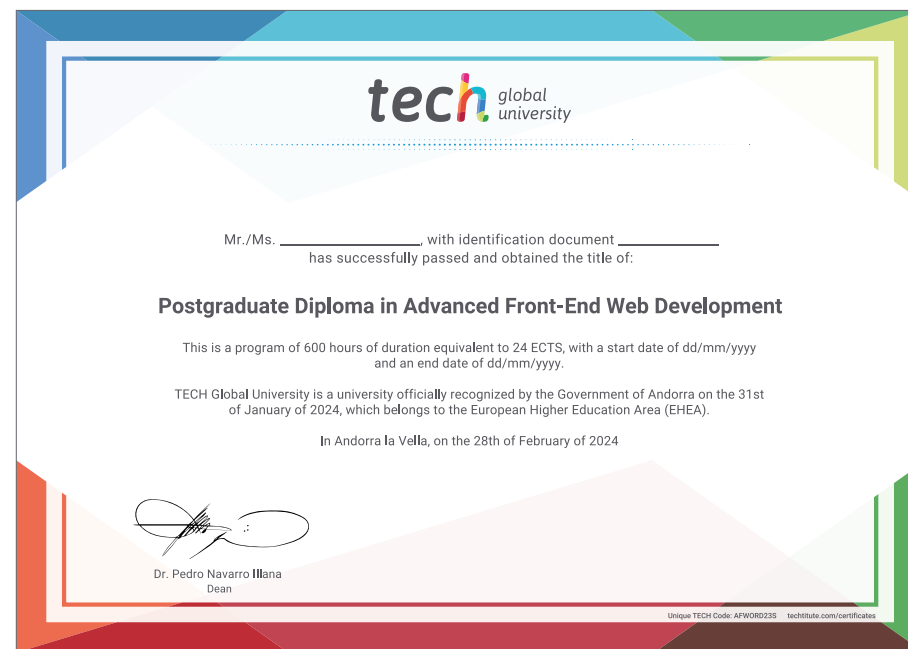 tech global
university
Mr./Ms. ____________, with identification document ____________
has successfully passed and obtained the title of:
Postgraduate Diploma in Advanced Front-End Web Development
This is a program of 600 hours of duration equivalent to 24 ECTS, with a start date of dd/mm/yyyy
and an end date of dd/mm/yyyy.
TECH Global University is a university officially recognized by the Government of Andorra on the 31st
of January of 2024, which belongs to the European Higher Education Area (EHEA).
In Andorra la Vella, on the 28th of February of 2024
Dr. Pedro Navarro Illana
Dean
Unique TECH Code: AFWORD23S techtitute.com/certificates